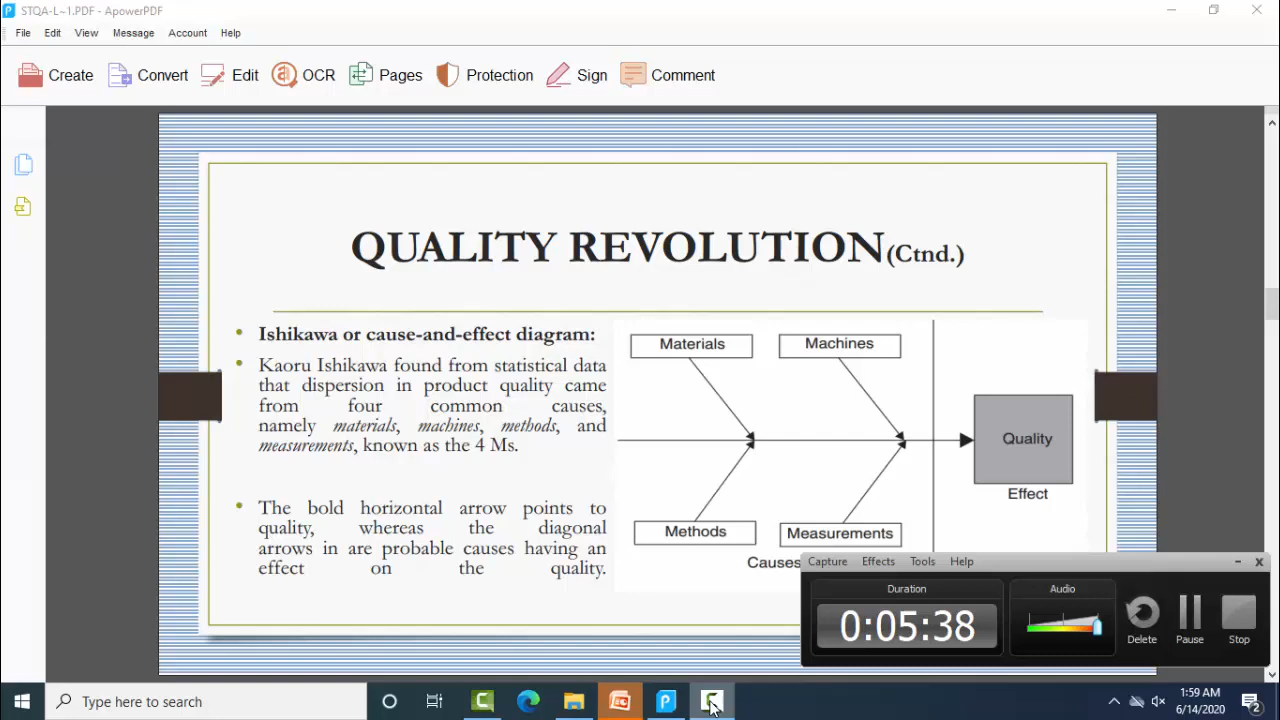 STQA-L~1.PDF - ApowerPDF
File Edit View Message Account Help
Create Convert Edit OCR Pages Protection Sign Comment
QUALITY REVOLUTION(Ctnd.)
Ishikawa or cause-and-effect diagram:
Kaoru Ishikawa found from statistical data
that dispersion in product quality came
from four common causes,
namely materials, machines, methods, and
measurements, known as the 4 Ms.
The bold horizontal arrow points to
quality, whereas the diagonal
arrows in are probable causes having an
effect on the quality.
Materials
Machines
Quality
Effect
Methods
Measurements
Causes
Capture Effects Tools Help
Duration
Audio
0:05:38
Delete
Pause
Stop
Type here to search
1:59 AM
6/14/2020
2